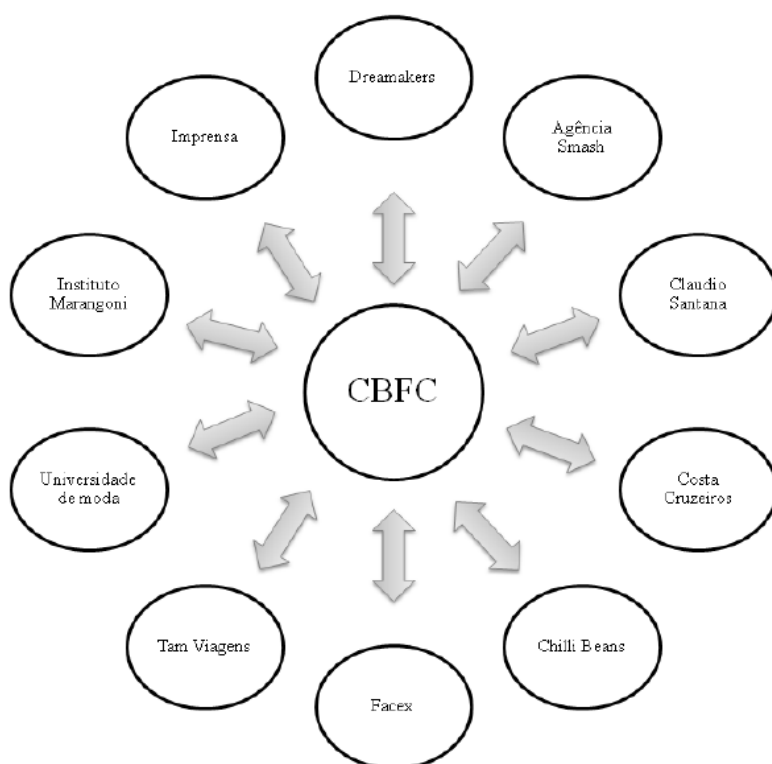 Dreamakers
Imprensa
Agência
Smash
Instituto
Marangoni
Claudio
Santana
CBFC
Universidade
de moda
Costa
Cruzeiros
Tam Viagens
Chilli Beans
Facex